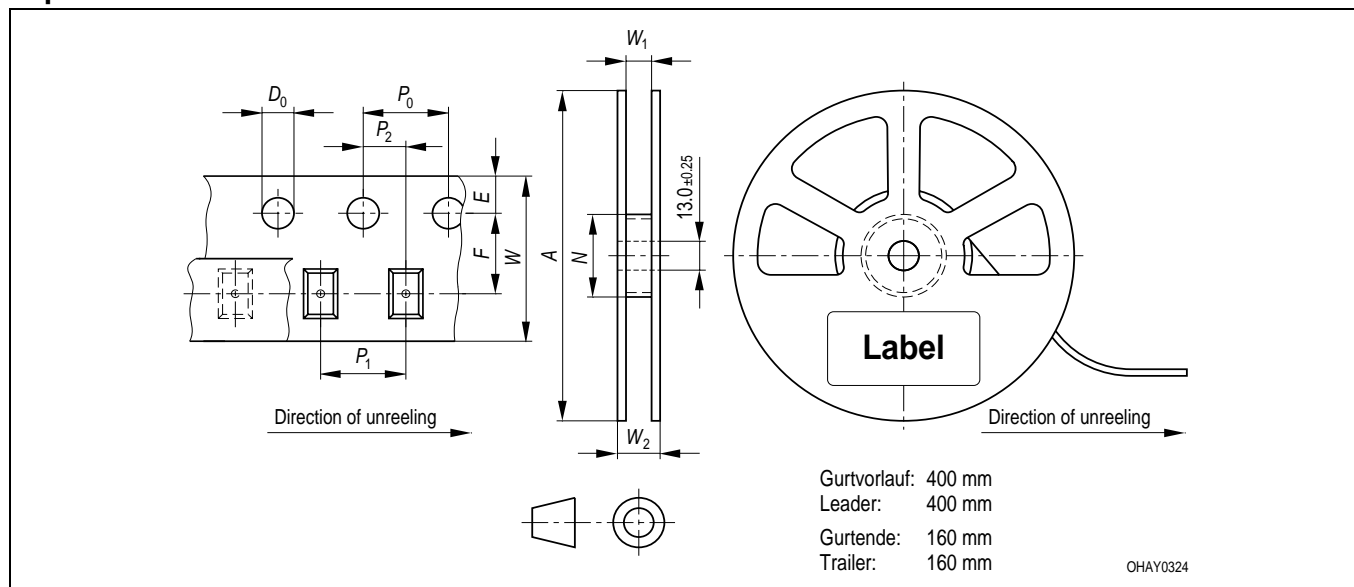 W1
D0
P0
P2
E
F
W
A
N
13.0 ±0.25
P1
Label
Direction of unreeling
W2
Direction of unreeling
Gurtvorlauf: 400 mm
Leader: 400 mm
Gurtende: 160 mm
Trailer: 160 mm
OHAY0324